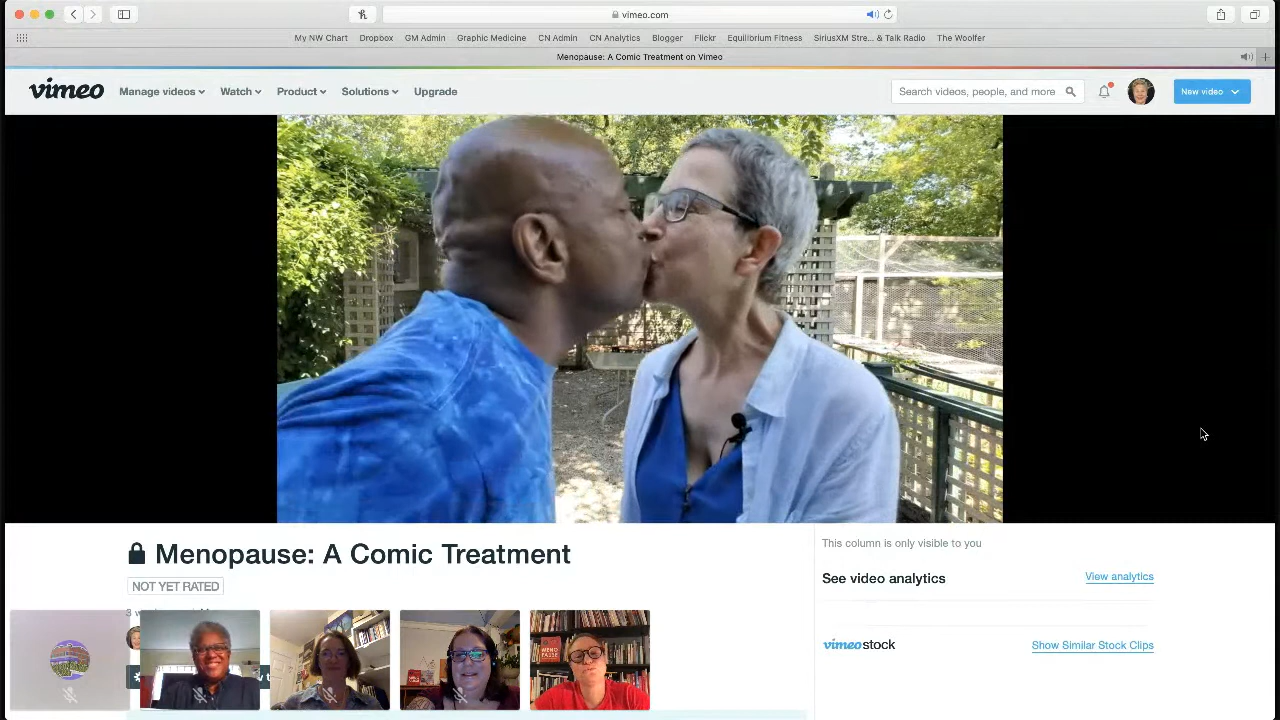 vimeo.com
My NW Chart Dropbox GM Admin Graphic Medicine CN Admin CN Analytics Blogger Flickr Equilibrium Fitness SiriusXM Stre... & Talk Radio The Woolfer
Menopause: A Comic Treatment on Vimeo
vimeo Manage videos Watch Product Solutions Upgrade Search videos, people, and more New video
Menopause: A Comic Treatment
NOT YET RATED
This column is only visible to you
See video analytics View analytics
vimeo stock Show Similar Stock Clips
MENO
PAUSE